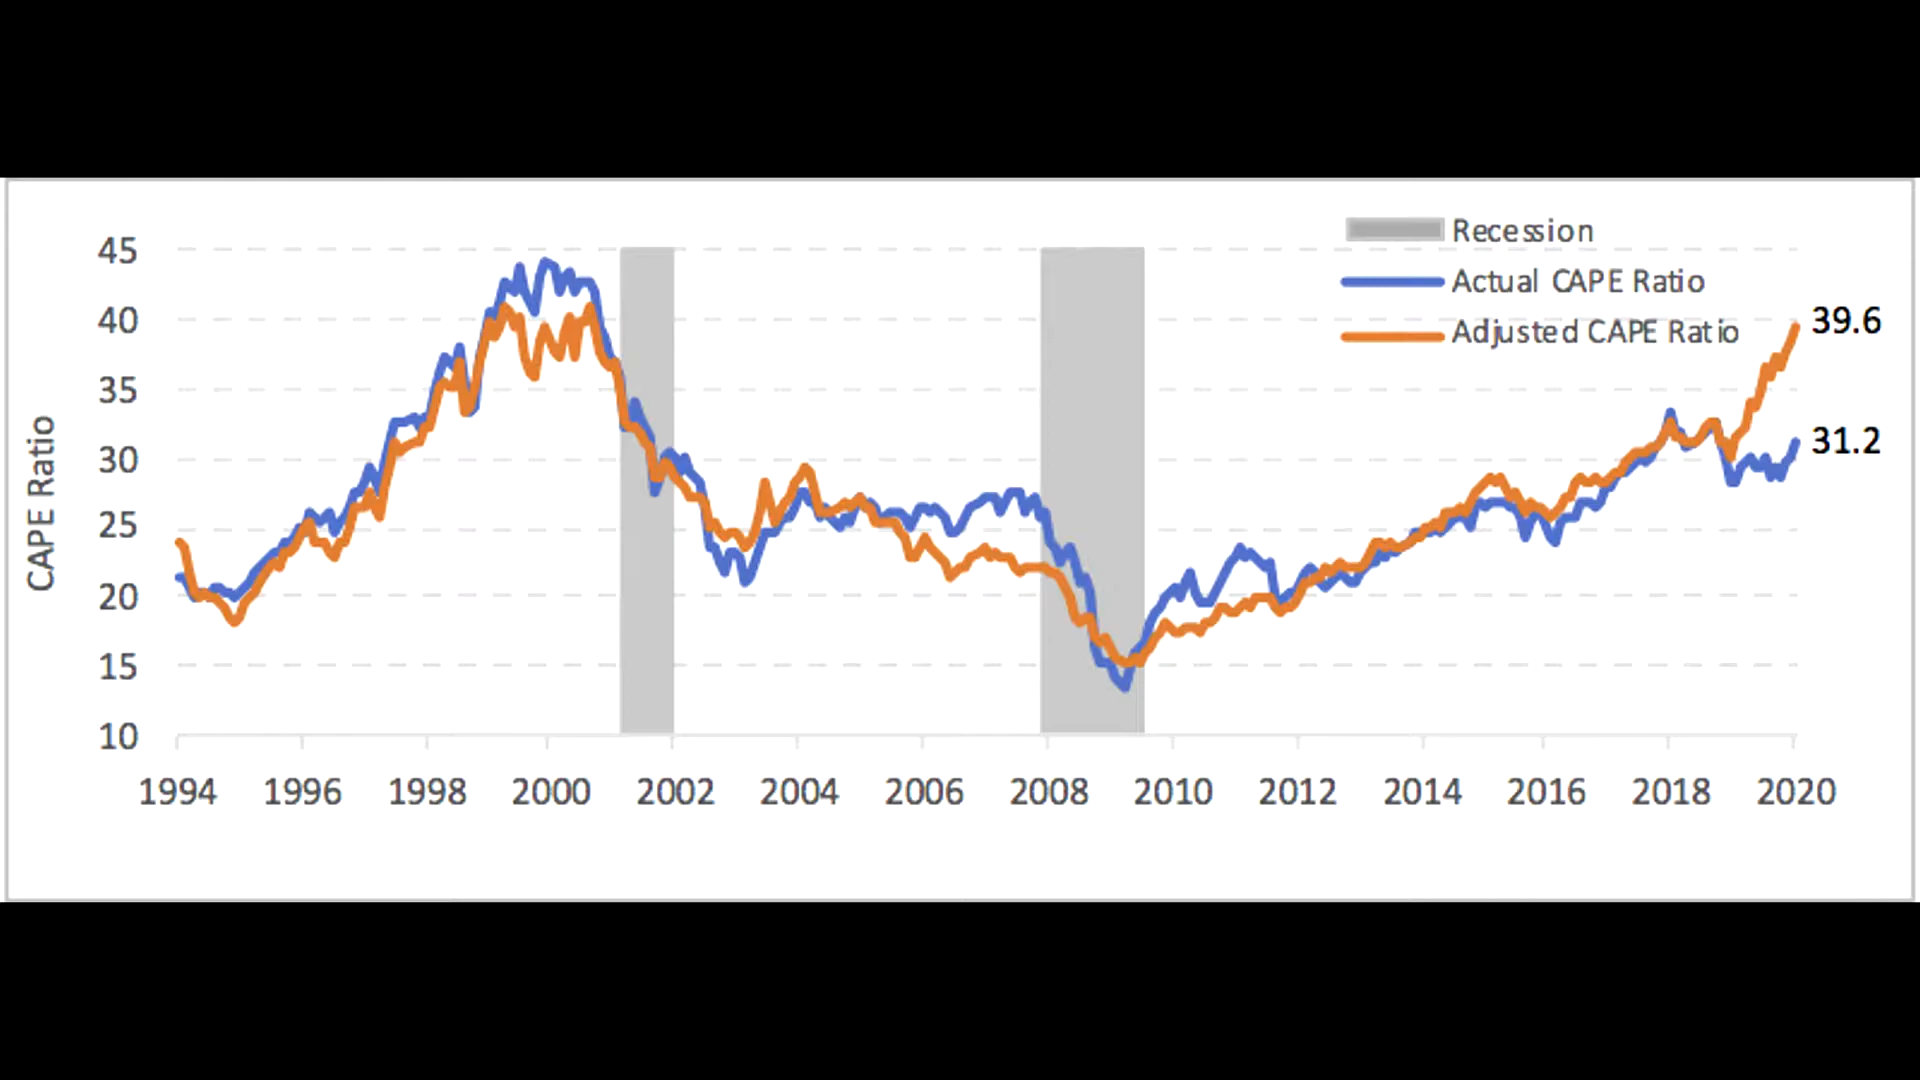 Recession
Actual CAPE Ratio
Adjusted CAPE Ratio
CAPE Ratio
45
40
35
30
25
20
15
10
39.6
31.2
1994 1996 1998 2000 2002 2004 2006 2008 2010 2012 2014 2016 2018 2020